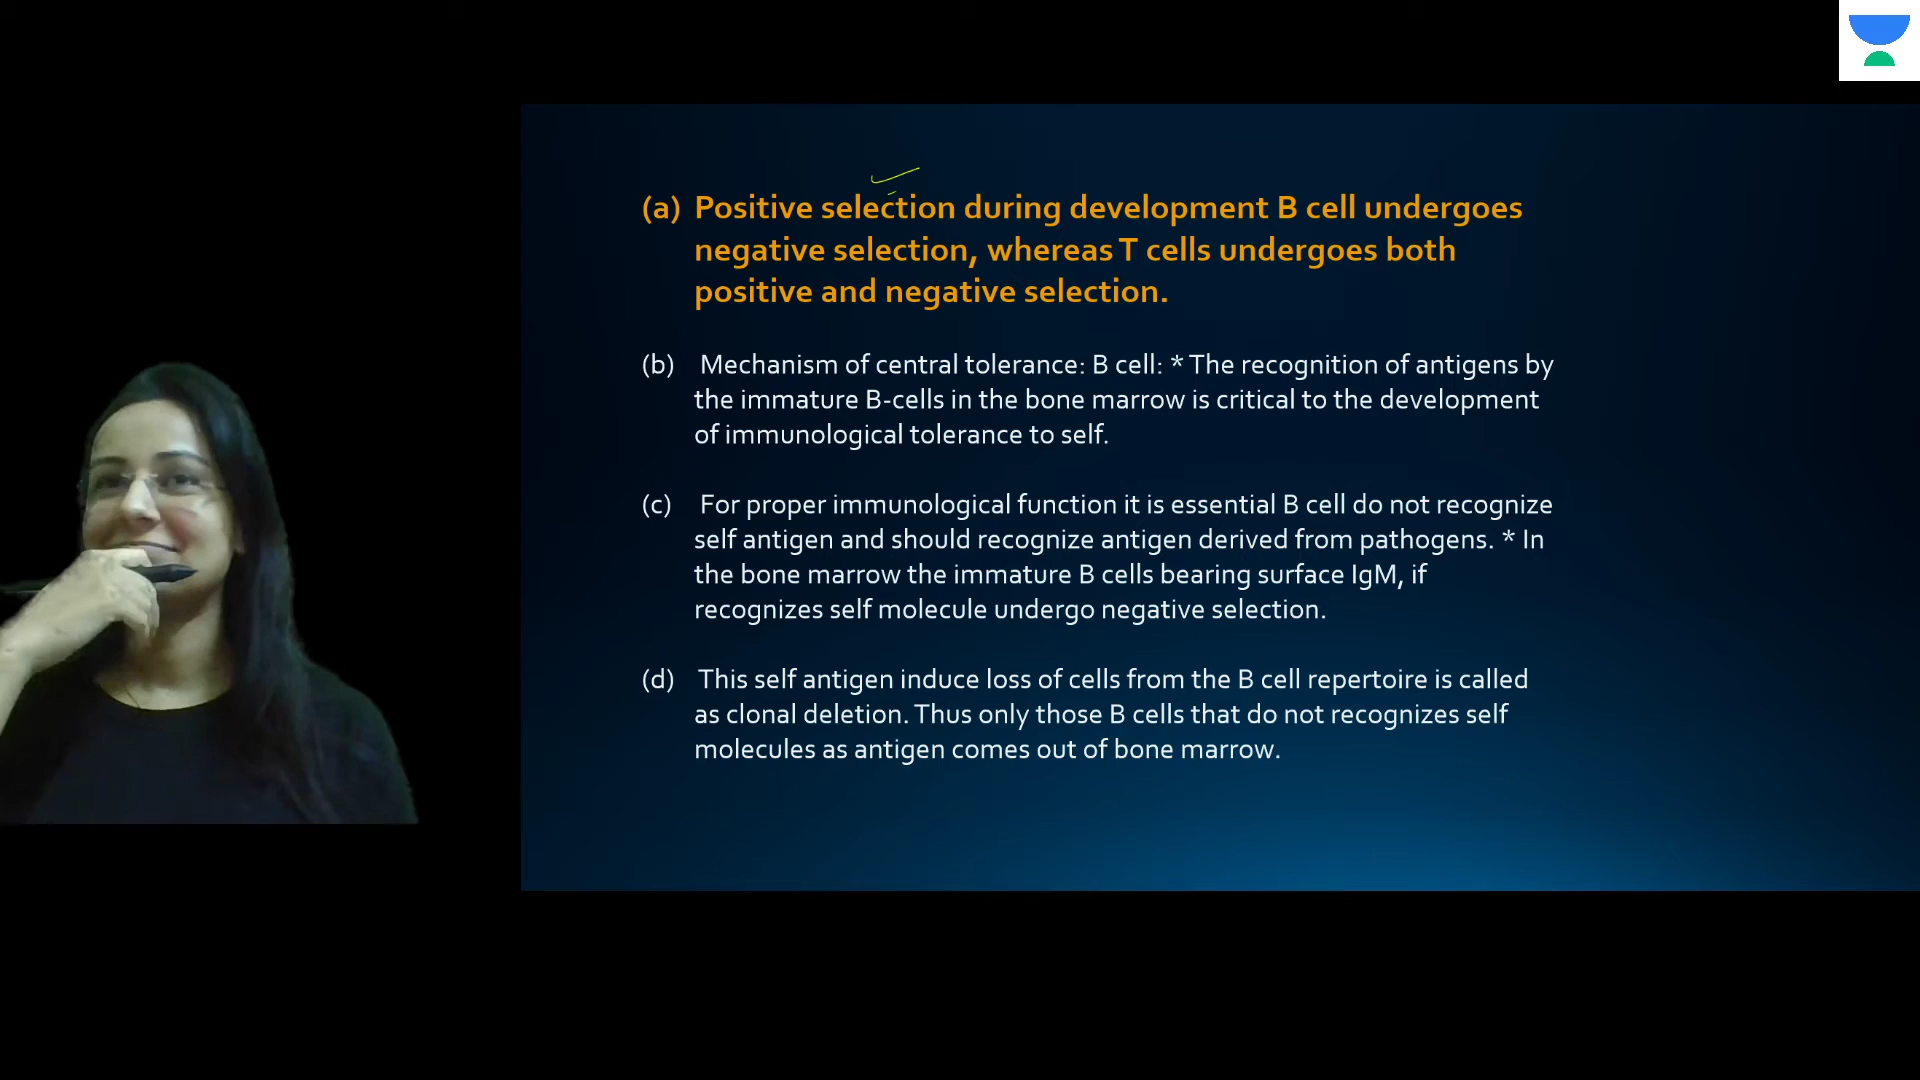 (a) Positive selection during development B cell undergoes
negative selection, whereas T cells undergoes both
positive and negative selection.
(b) Mechanism of central tolerance: B cell: * The recognition of antigens by
the immature B-cells in the bone marrow is critical to the development
of immunological tolerance to self.
(c) For proper immunological function it is essential B cell do not recognize
self antigen and should recognize antigen derived from pathogens. * In
the bone marrow the immature B cells bearing surface IgM, if
recognizes self molecule undergo negative selection.
(d) This self antigen induce loss of cells from the B cell repertoire is called
as clonal deletion. Thus only those B cells that do not recognizes self
molecules as antigen comes out of bone marrow.